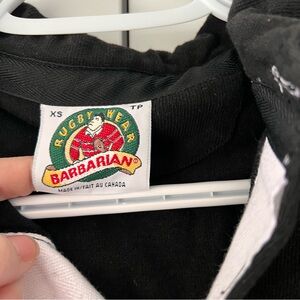 XS TP
RUGBY WEAR
BARBARIAN®
MADE IN/FAIT AU CANADA